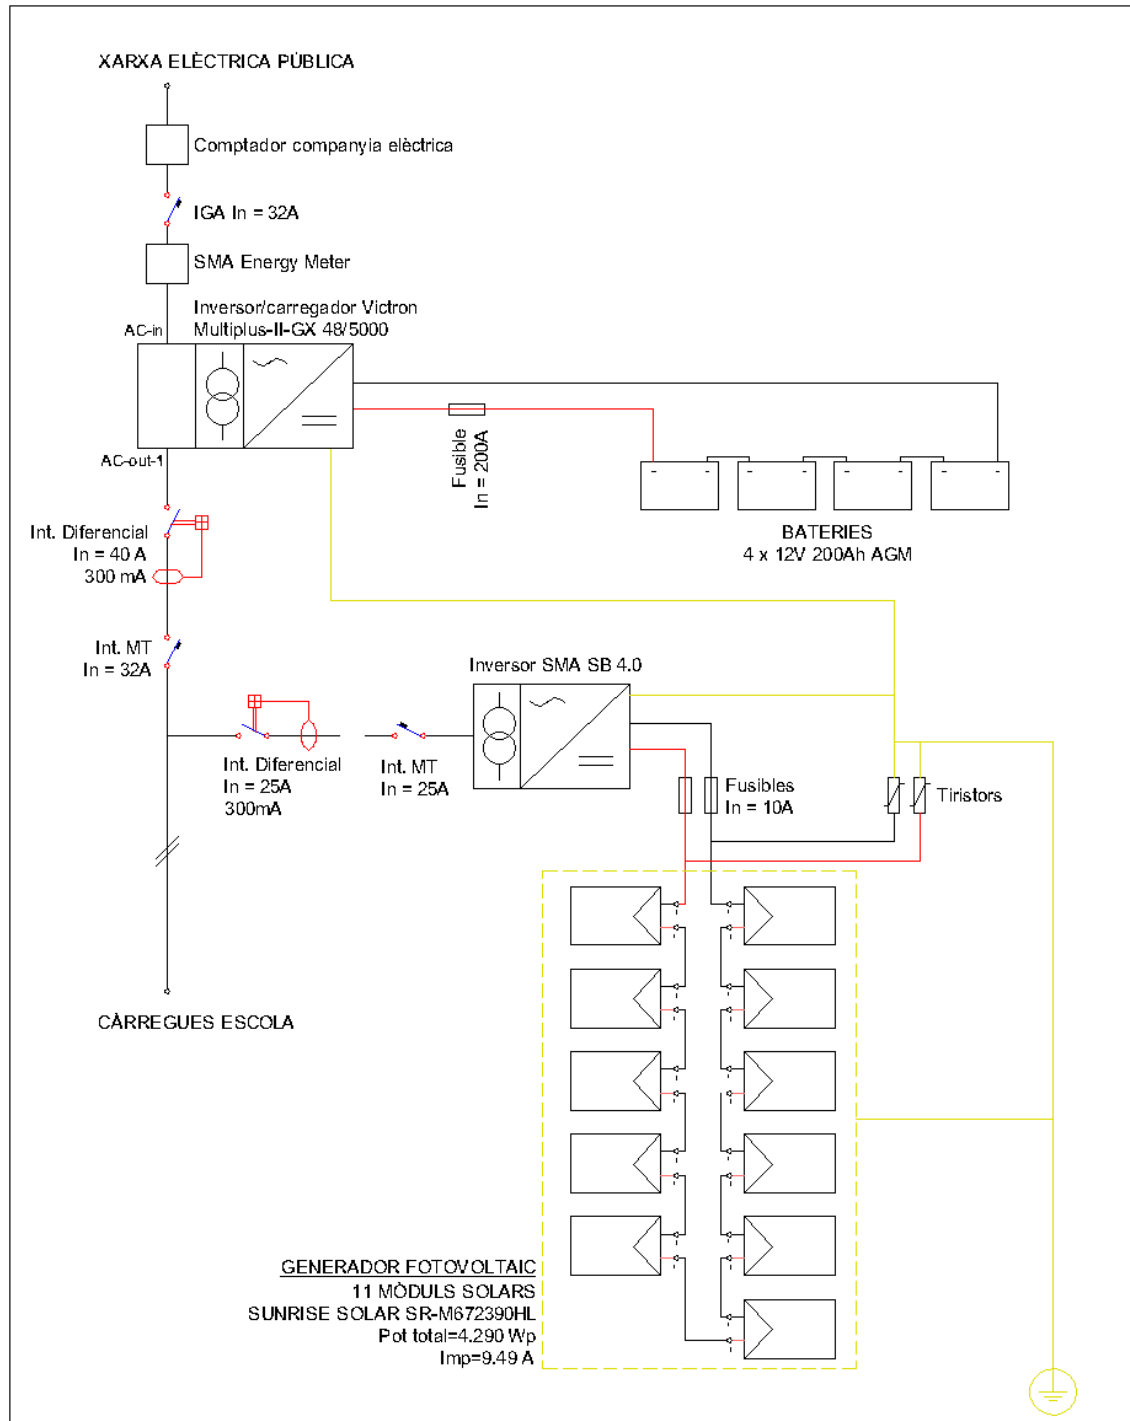 XARXA ELÈCTRICA PÚBLICA
Comptador companyia elèctrica
IGA In = 32A
SMA Energy Meter
Inversor/carregador Victron
Multiplus-II-GX 48/5000
AC-in
AC-out-1
Fusible
In = 200A
BATERIES
4 x 12V 200Ah AGM
Int. Diferencial
In = 40 A
300 mA
Int. MT
In = 32A
Inversor SMA SB 4.0
Int. Diferencial
In = 25A
300mA
Int. MT
In = 25A
Fusibles
In = 10A
Tiristors
CÀRREGUES ESCOLA
GENERADOR FOTOVOLTAIC
11 MÒDULS SOLARS
SUNRISE SOLAR SR-M672390HL
Pot total=4.290 Wp
Imp=9.49 A